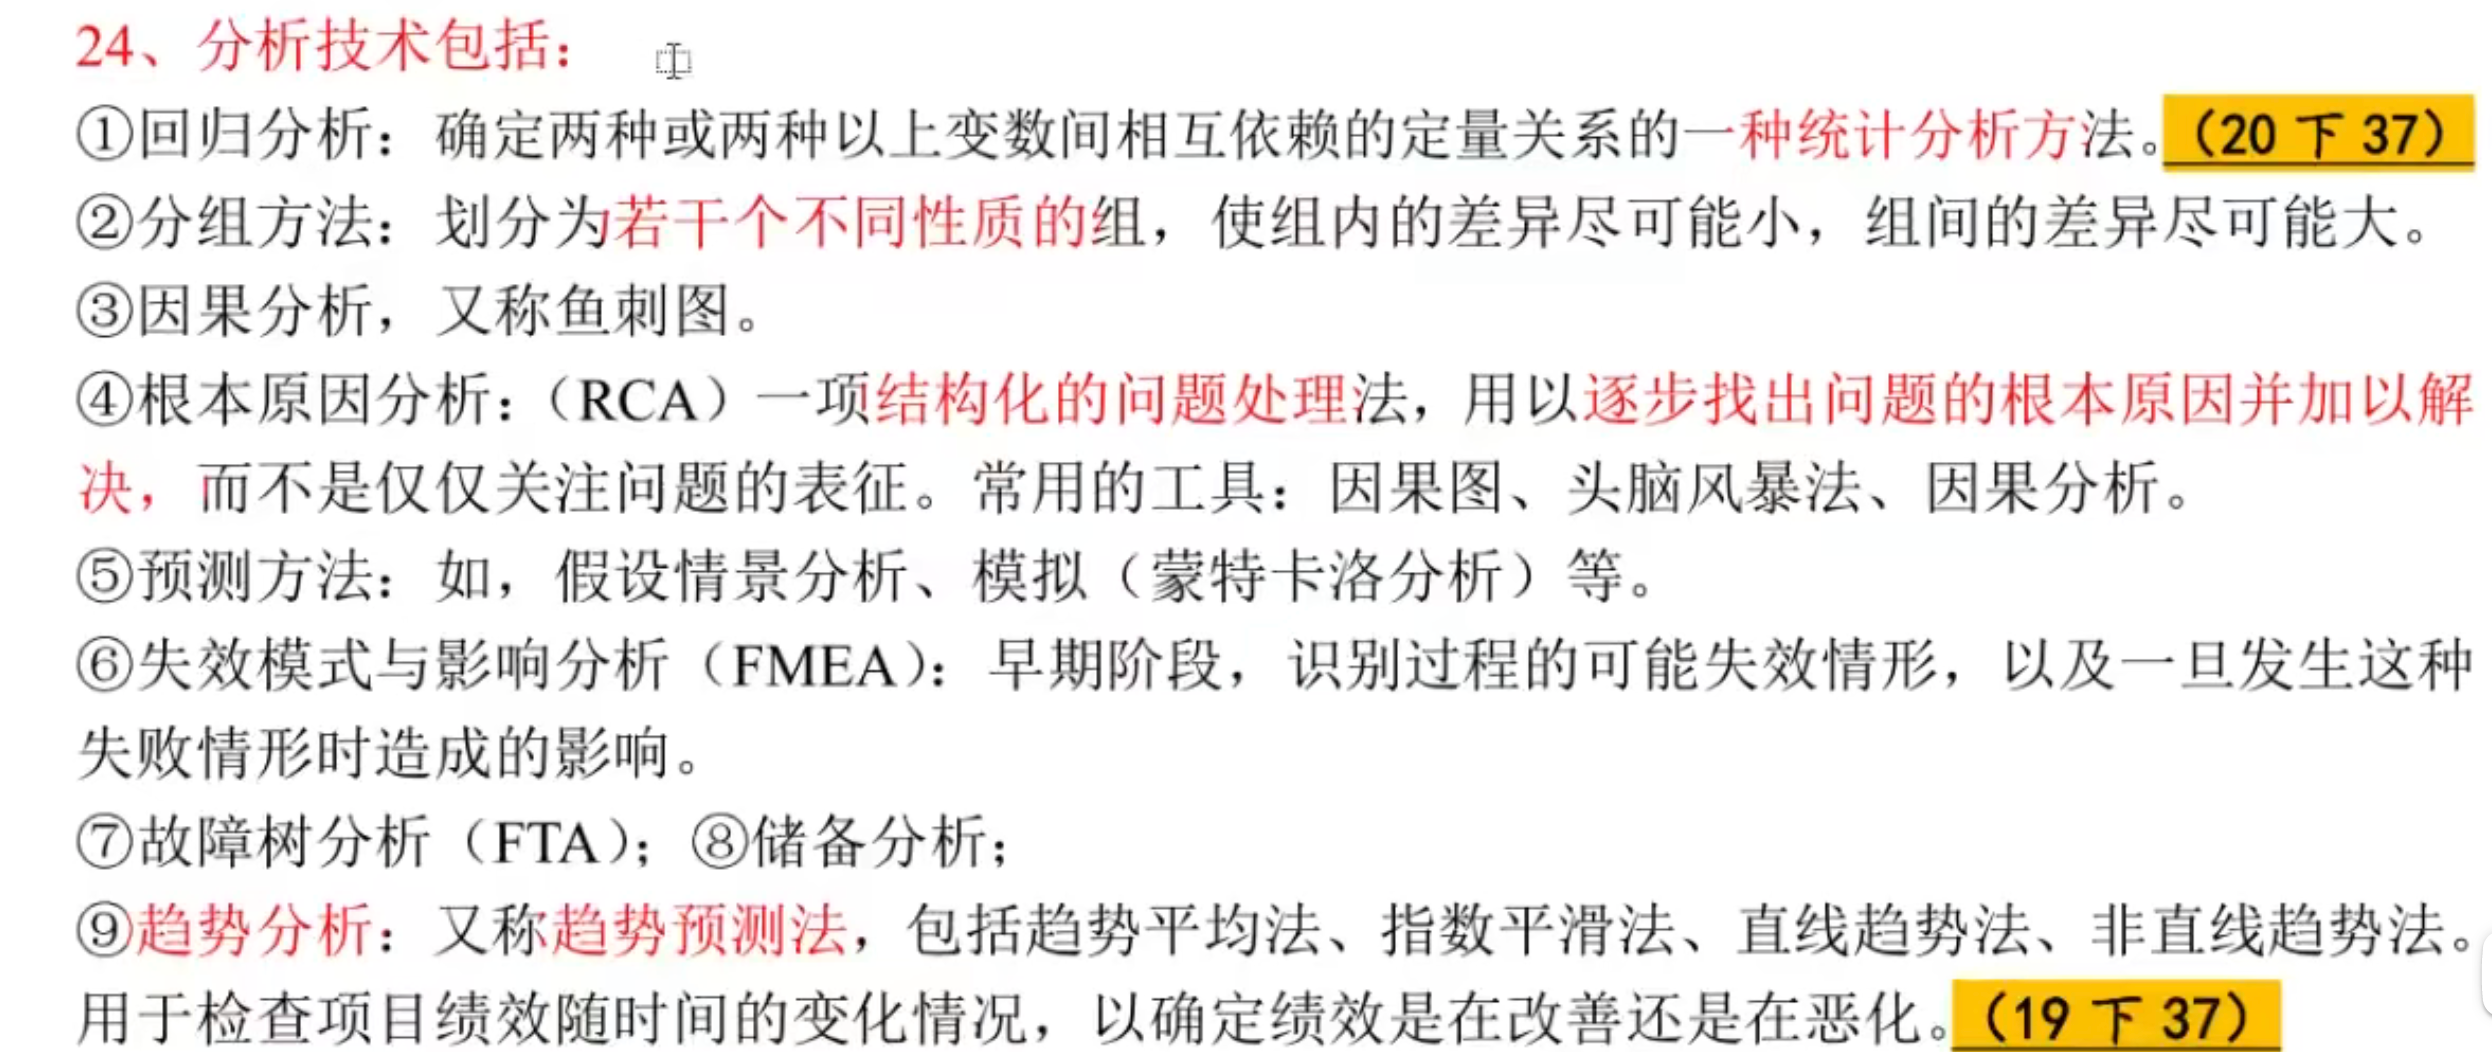 24、分析技术包括：
①回归分析：确定两种或两种以上变数间相互依赖的定量关系的一种统计分析方法。（20 下 37）
②分组方法：划分为若干个不同性质的组，使组内的差异尽可能小，组间的差异尽可能大。
③因果分析，又称鱼刺图。
④根本原因分析：（RCA）一项结构化的问题处理法，用以逐步找出问题的根本原因并加以解
决，而不是仅仅关注问题的表征。常用的工具：因果图、头脑风暴法、因果分析。
⑤预测方法：如，假设情景分析、模拟（蒙特卡洛分析）等。
⑥失效模式与影响分析（FMEA）：早期阶段，识别过程的可能失效情形，以及一旦发生这种
失败情形时造成的影响。
⑦故障树分析（FTA）；⑧储备分析；
⑨趋势分析：又称趋势预测法，包括趋势平均法、指数平滑法、直线趋势法、非直线趋势法。
用于检查项目绩效随时间的变化情况，以确定绩效是在改善还是在恶化。（19 下 37）